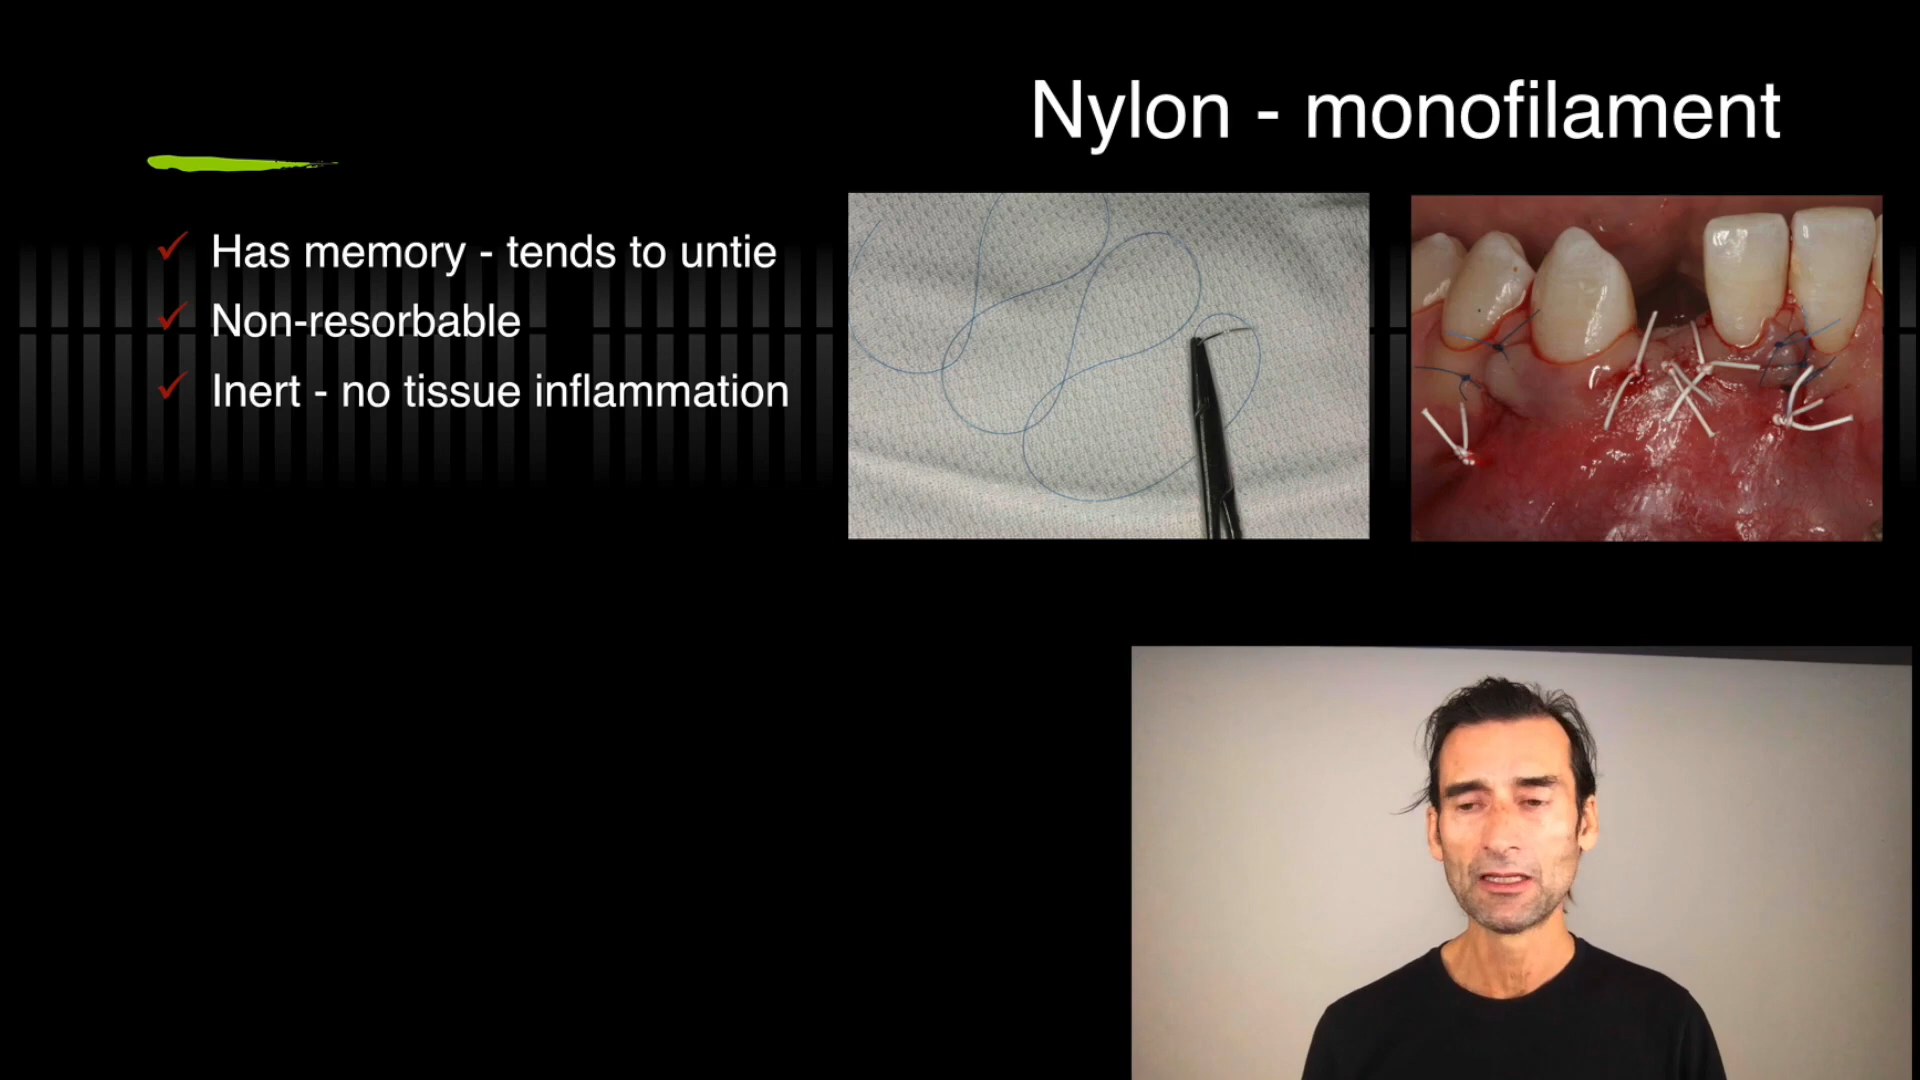 Nylon - monofilament
Has memory - tends to untie
Non-resorbable
Inert - no tissue inflammation